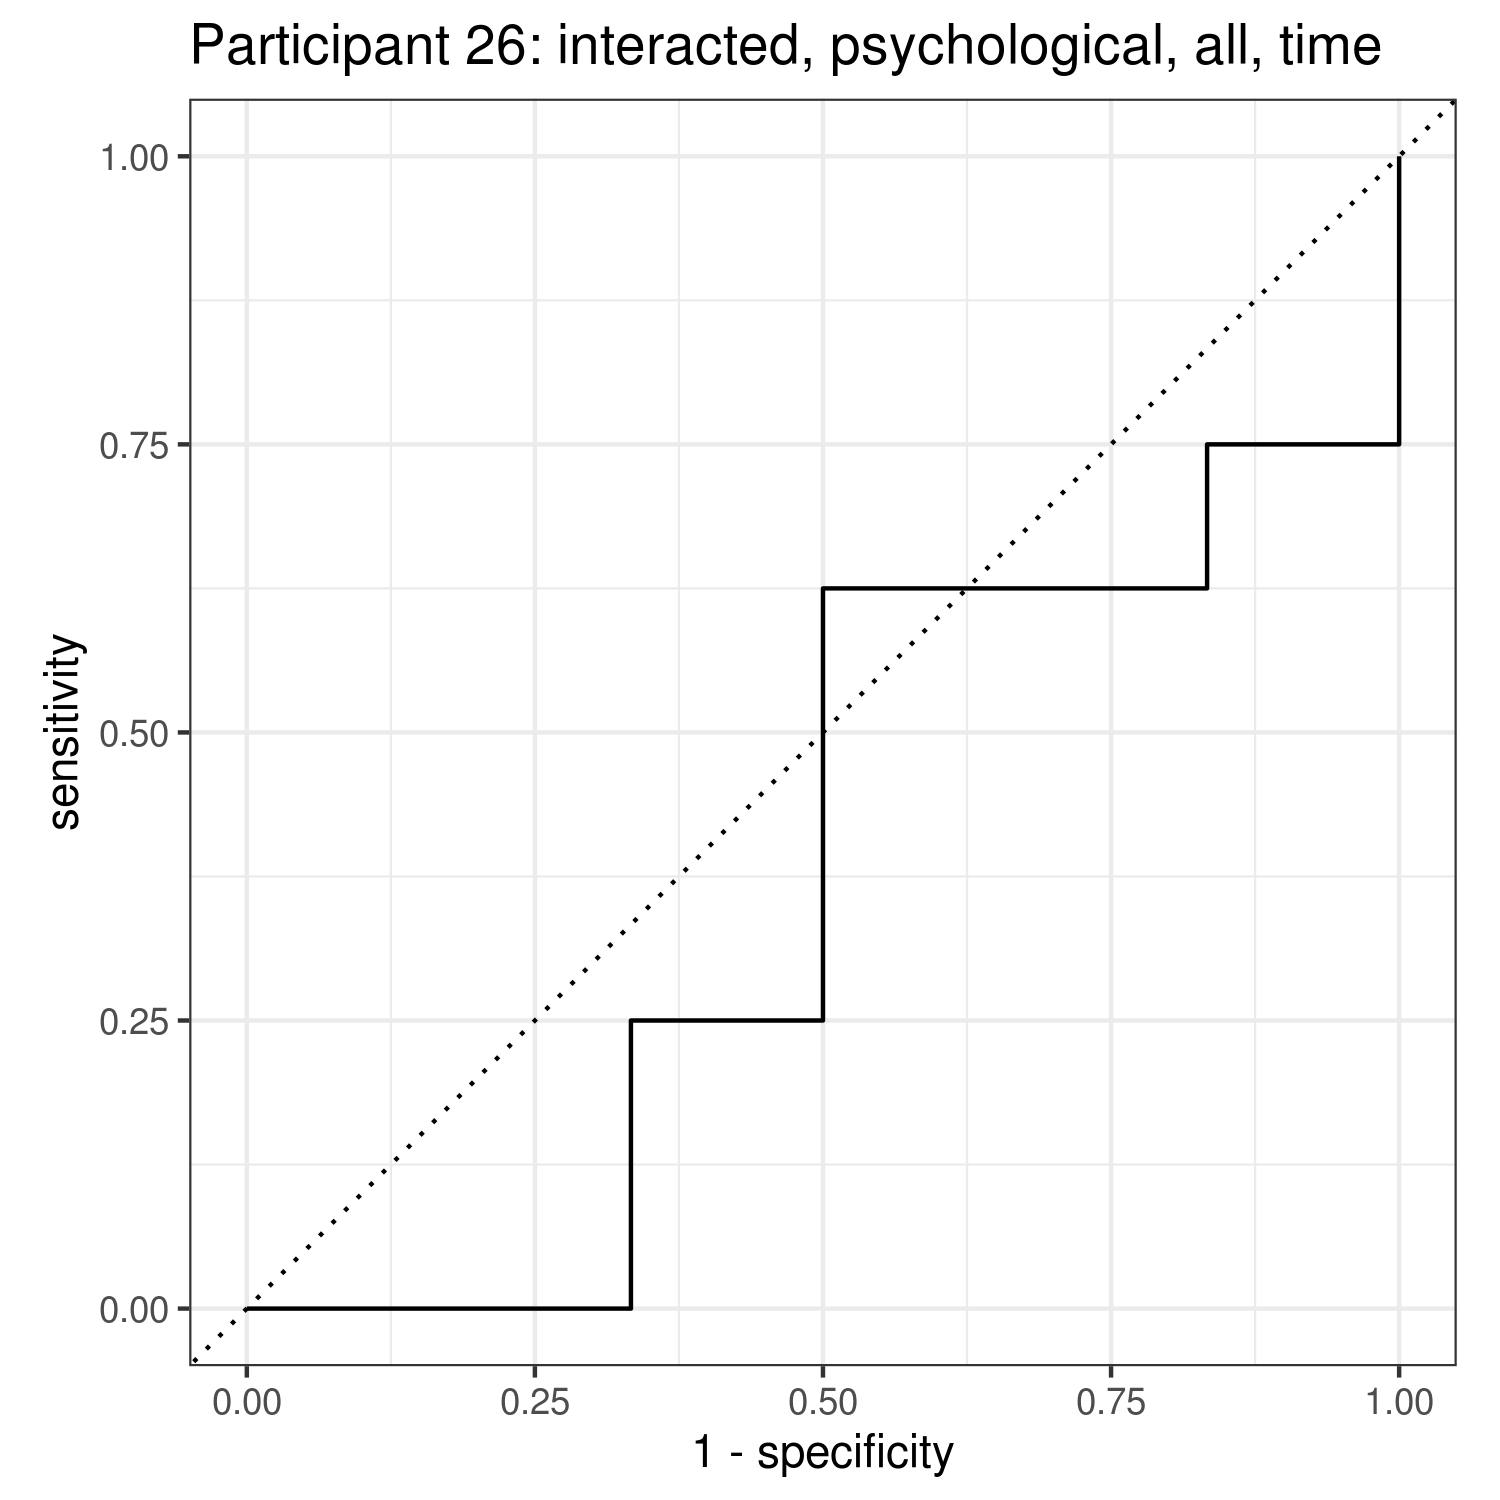 Participant 26: interacted, psychological, all, time
1.00
0.75
0.50
0.25
0.00
sensitivity
0.00 0.25 0.50 0.75 1.00
1 - specificity